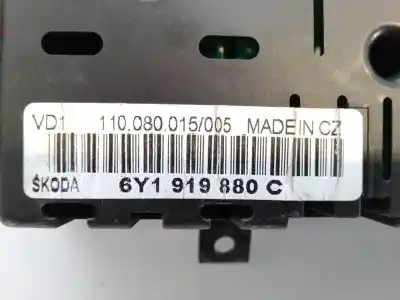 VD1 110.080.015/005 MADE IN CZ
ŠKODA 6Y1 919 880 C